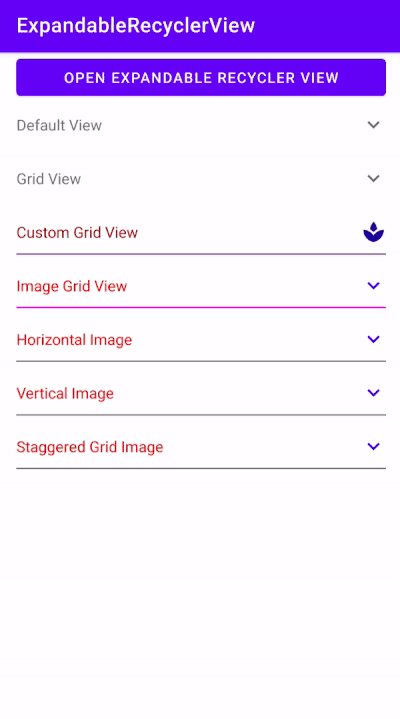 ExpandableRecyclerView
OPEN EXPANDABLE RECYCLER VIEW
Default View
Grid View
Custom Grid View
Image Grid View
Horizontal Image
Vertical Image
Staggered Grid Image